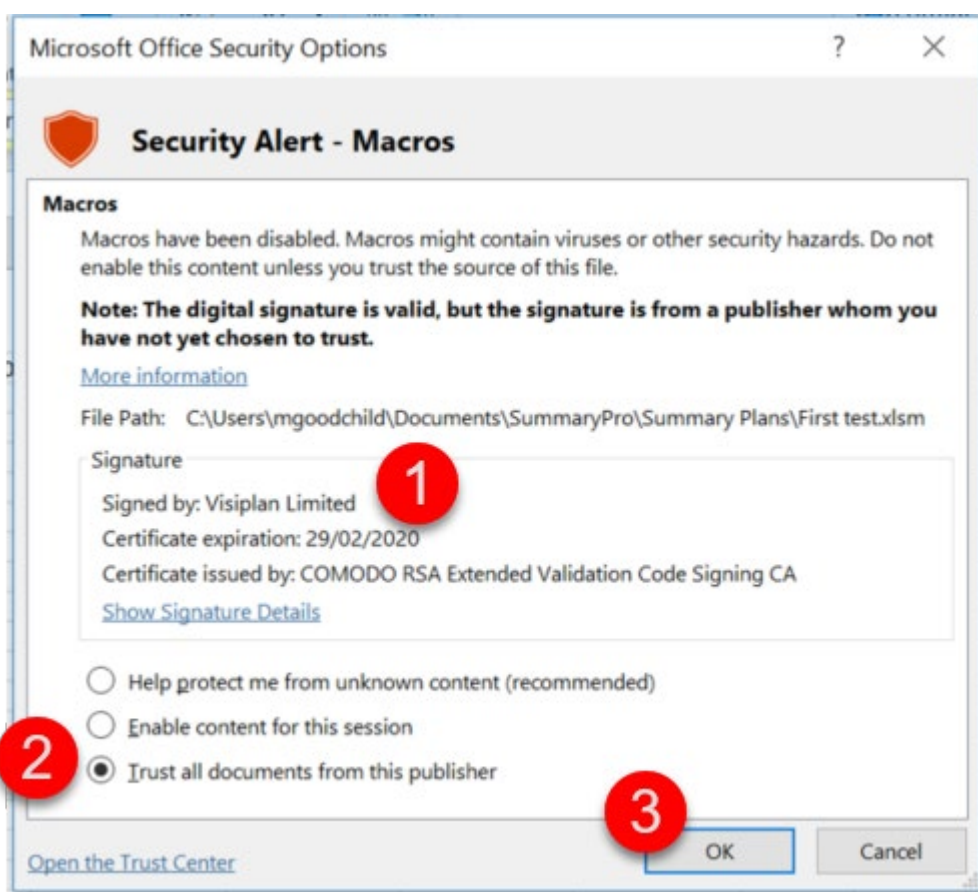 Microsoft Office Security Options
Security Alert - Macros
Macros
Macros have been disabled. Macros might contain viruses or other security hazards. Do not
enable this content unless you trust the source of this file.
Note: The digital signature is valid, but the signature is from a publisher whom you
have not yet chosen to trust.
More information
File Path: C:\Users\mgoodchild\Documents\SummaryPro\Summary Plans\First test.xlsm
Signature
1
Signed by: Visiplan Limited
Certificate expiration: 29/02/2020
Certificate issued by: COMODO RSA Extended Validation Code Signing CA
Show Signature Details
Help protect me from unknown content (recommended)
Enable content for this session
2
Trust all documents from this publisher
3
OK
Cancel
Open the Trust Center